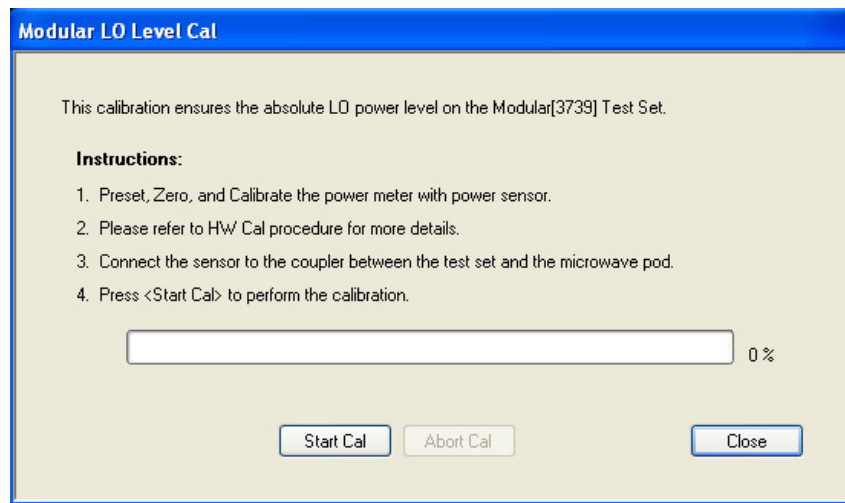 Modular LO Level Cal
This calibration ensures the absolute LO power level on the Modular[3739] Test Set.
Instructions:
1. Preset, Zero, and Calibrate the power meter with power sensor.
2. Please refer to HW Cal procedure for more details.
3. Connect the sensor to the coupler between the test set and the microwave pod.
4. Press <Start Cal> to perform the calibration.
0 %
Start Cal
Abort Cal
Close